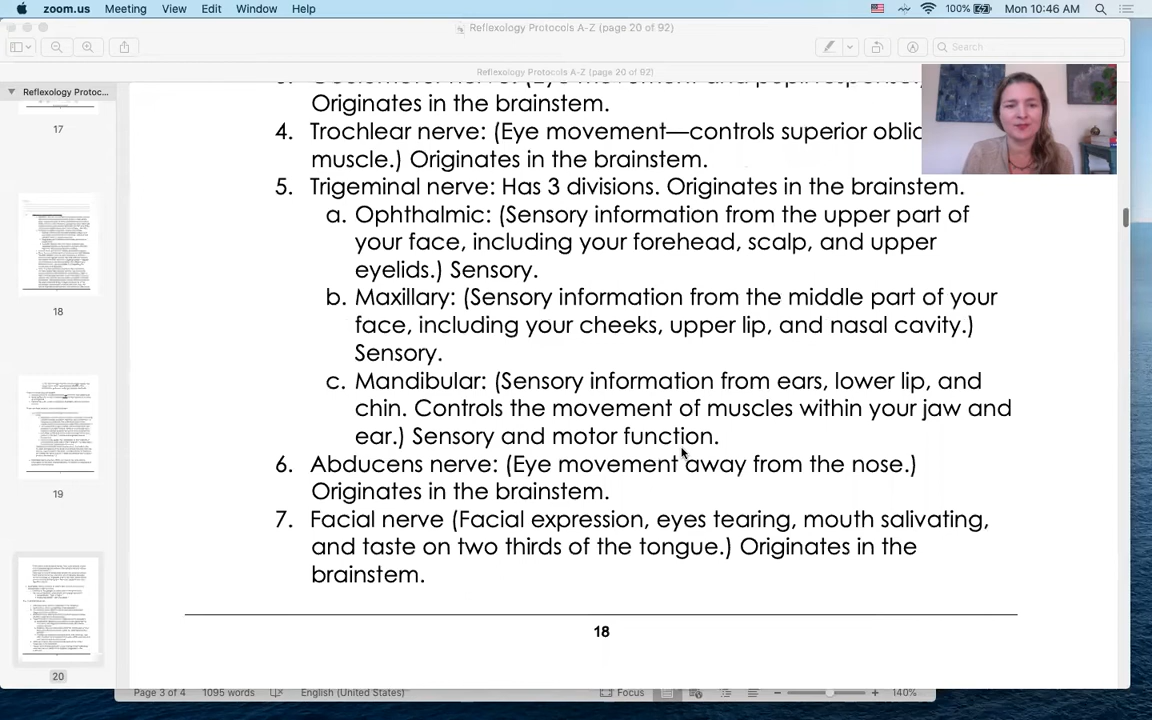 zoom.us Meeting View Edit Window Help 100% Mon 10:46 AM
Reflexology Protocols A-Z (page 20 of 92)
Search
Reflexology Protocols A-Z (page 20 of 92)
Reflexology Protoc...
17
18
19
20
Originates in the brainstem.
4. Trochlear nerve: (Eye movement—controls superior
muscle.) Originates in the brainstem.
5. Trigeminal nerve: Has 3 divisions. Originates in the brainstem.
a. Ophthalmic: (Sensory information from the upper part of
your face, including your forehead, scalp, and upper
eyelids.) Sensory.
b. Maxillary: (Sensory information from the middle part of your
face, including your cheeks, upper lip, and nasal cavity.)
Sensory.
c. Mandibular: (Sensory information from ears, lower lip, and
chin. Controls the movement of muscles within your jaw and
ear.) Sensory and motor function.
6. Abducens nerve: (Eye movement away from the nose.)
Originates in the brainstem.
7. Facial nerve (Facial expression, eyes tearing, mouth salivating,
and taste on two thirds of the tongue.) Originates in the
brainstem.
18
Page 3 of 4 1095 words English (United States) Focus 140%